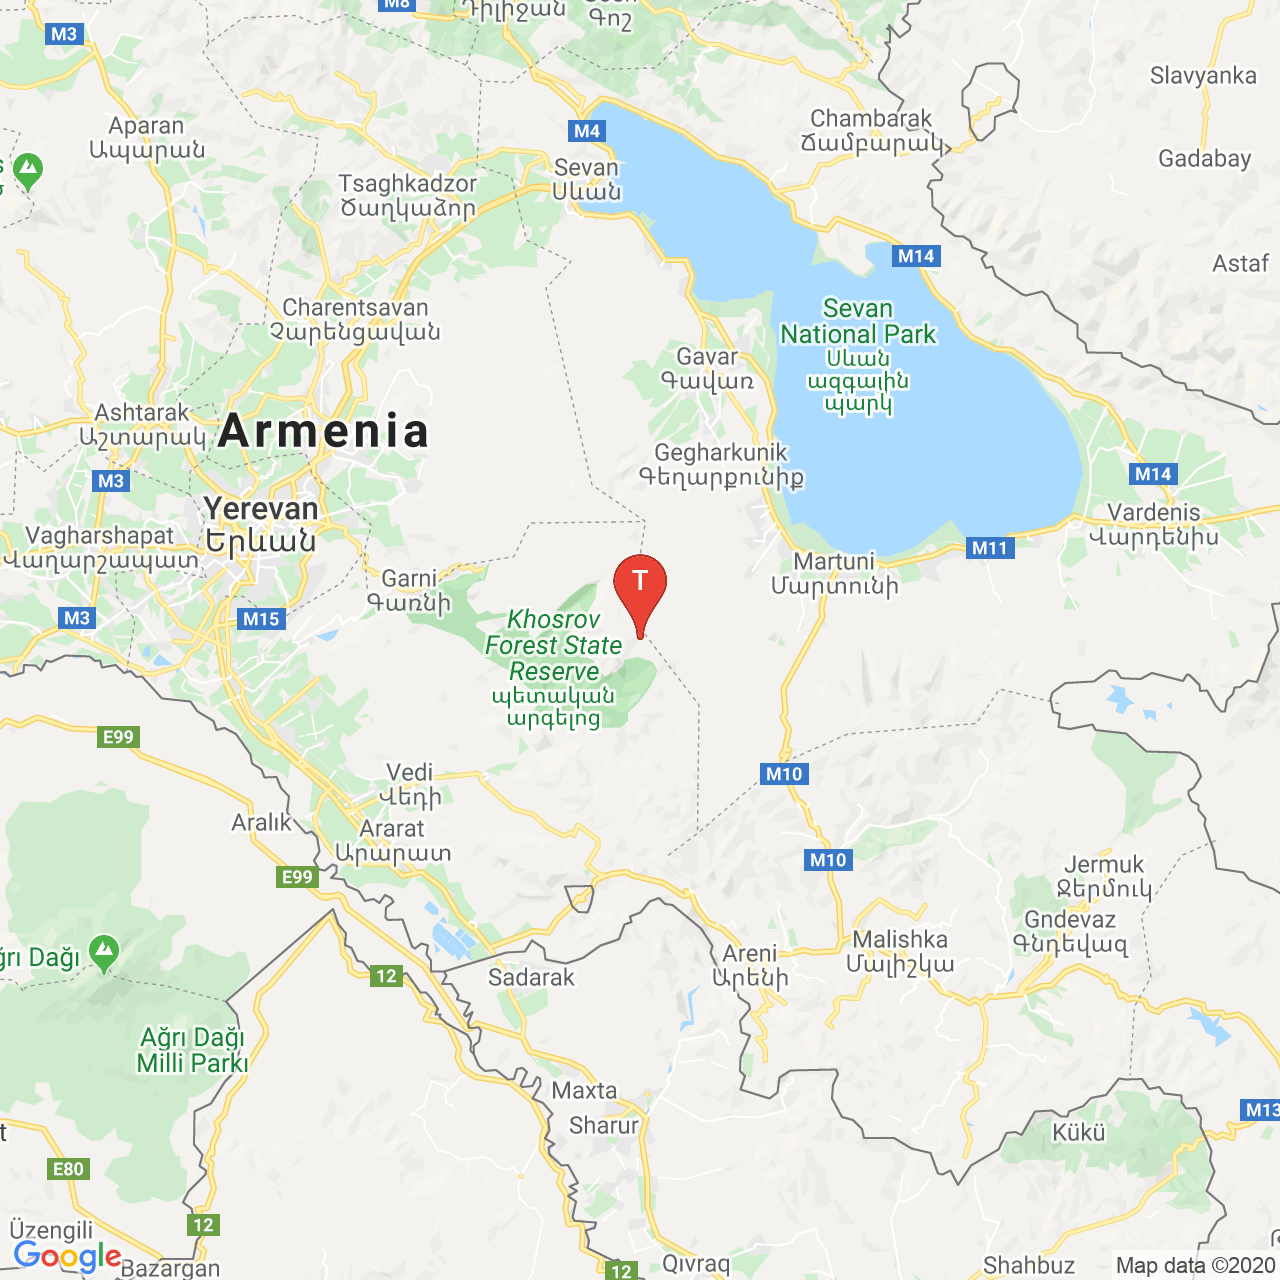 M8
Դիլիջան
Գոշ
M3
Slavyanka
Aparan
Ապարան
Chambarak
Ճամբարակ
M4
Gadabay
Sevan
Սևան
Tsaghkadzor
Ծաղկաձոր
M14
Astaf
Charentsavan
Չարենցավան
Sevan
National Park
Սևան
ազգային
պարկ
Gavar
Գավառ
Ashtarak
Աշտարակ
Armenia
Gegharkunik
Գեղարքունիք
M3
M14
Yerevan
Երևան
Vardenis
Վարդենիս
Vagharshapat
Վաղարշապատ
M11
Martuni
Մարտունի
Garni
Գառնի
T
M3
M15
Khosrov
Forest State
Reserve
պետական
արգելոց
E99
Vedi
Վեդի
M10
Aralık
Ararat
Արարատ
M10
E99
Jermuk
Ջերմուկ
Gndevaz
Գնդեվազ
Areni
Արենի
Malishka
Մալիշկա
ğrı Dağı
12
Sadarak
Ağrı Dağı
Milli Parkı
Maxta
Sharur
M13
Kükü
E80
12
Üzengili
Google
Bazargan
12
Qıvraq
Shahbuz
Map data ©2020